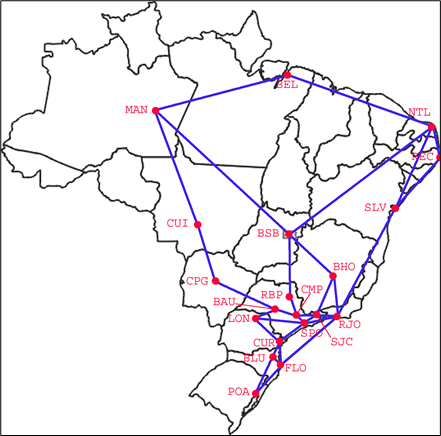 BEL
MAN
NTL
REC
SLV
CUI
BSB
BHO
CPG
CMP
RBP
BAU
LON
SPO
RJO
SJC
CUR
BLU
FLO
POA